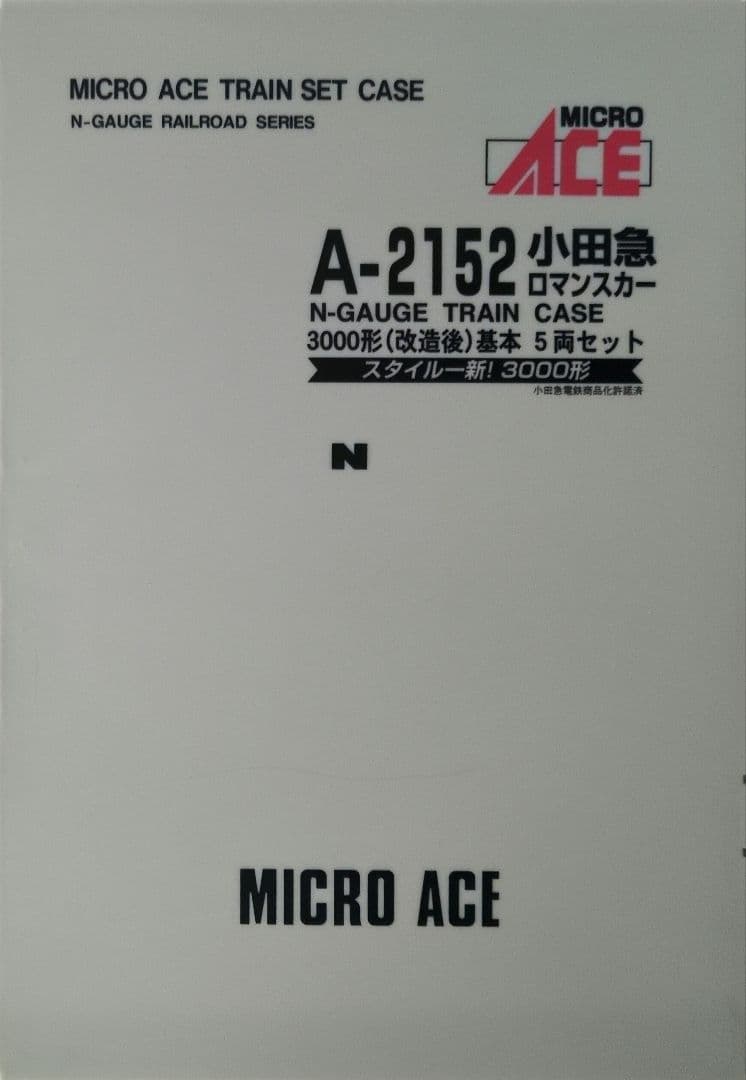 MICRO ACE TRAIN SET CASE
N-GAUGE RAILROAD SERIES
MICRO
ACE
A-2152 小田急
ロマンスカー
N-GAUGE TRAIN CASE
3000形(改造後)基本 5両セット
スタイル一新! 3000形
小田急電鉄商品化許諾済
N
MICRO ACE